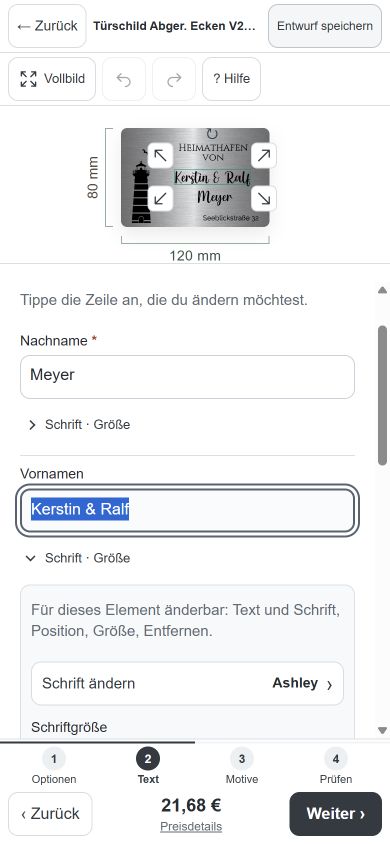 ← Zurück
Türschild Abger. Ecken V2...
Entwurf speichern
Vollbild
? Hilfe
80 mm
HEIMATHAFEN
VON
Kerstin & Ralf
Meyer
Seeblickstraße 32
120 mm
Tippe die Zeile an, die du ändern möchtest.
Nachname *
Meyer
Schrift · Größe
Vornamen
Kerstin & Ralf
Schrift · Größe
Für dieses Element änderbar: Text und Schrift,
Position, Größe, Entfernen.
Schrift ändern
Ashley ›
Schriftgröße
1
Optionen
2
Text
3
Motive
4
Prüfen
‹ Zurück
21,68 €
Preisdetails
Weiter ›